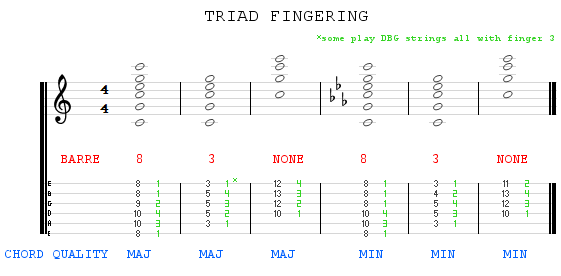 TRIAD FINGERING
*some play DBG strings all with finger 3
4
4
BARRE 8 3 NONE 8 3 NONE
E 8 1 3 1 * 12 4 8 1 3 1 11 2
B 8 1 5 4 13 3 8 1 4 2 13 4
G 9 2 5 3 12 2 8 1 5 4 12 3
D 10 4 5 2 10 1 10 4 5 3 10 1
A 10 3 3 1 10 3 3 1
E 8 1 8 1
CHORD QUALITY MAJ MAJ MAJ MIN MIN MIN